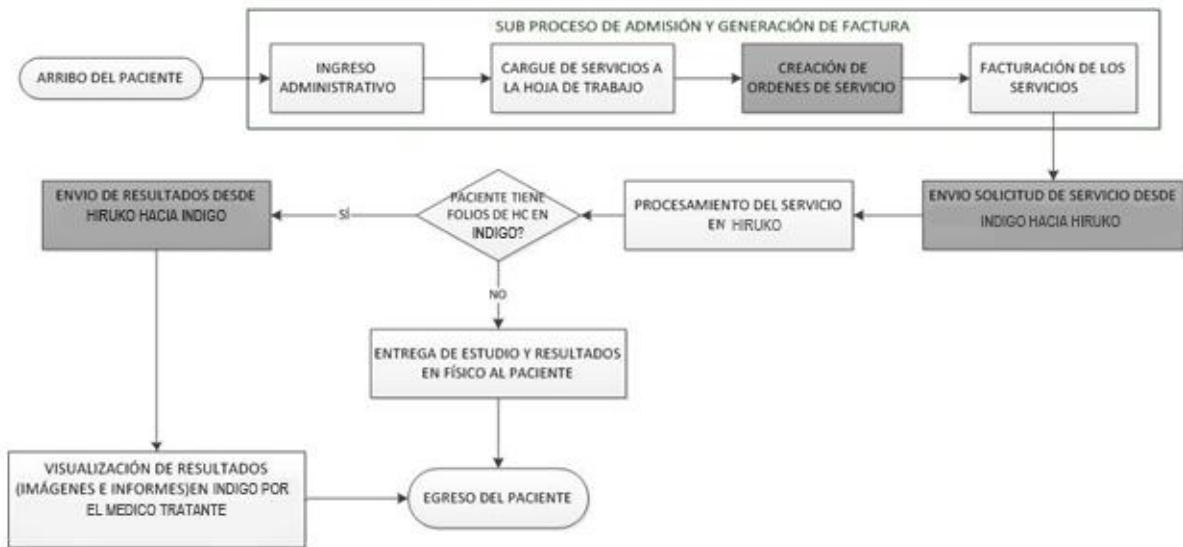 SUB PROCESO DE ADMISIÓN Y GENERACIÓN DE FACTURA
ARRIBO DEL PACIENTE
INGRESO
ADMINISTRATIVO
CARGUE DE SERVICIOS A
LA HOJA DE TRABAJO
CREACIÓN DE
ORDENES DE SERVICIO
FACTURACIÓN DE LOS
SERVICIOS
ENVIO SOLICITUD DE SERVICIO DESDE
INDIGO HACIA HIRUKO
PROCESAMIENTO DEL SERVICIO
EN HIRUKO
PACIENTE TIENE
FOLIOS DE HC EN
INDIGO?
SÍ
ENVIO DE RESULTADOS DESDE
HIRUKO HACIA INDIGO
NO
ENTREGA DE ESTUDIO Y RESULTADOS
EN FÍSICO AL PACIENTE
VISUALIZACIÓN DE RESULTADOS
(IMÁGENES E INFORMES)EN INDIGO POR
EL MEDICO TRATANTE
EGRESO DEL PACIENTE